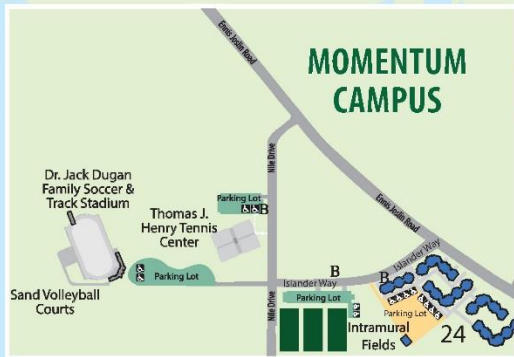 Ennis Joslin Road
MOMENTUM
CAMPUS
Nile Drive
Dr. Jack Dugan
Family Soccer &
Track Stadium
Parking Lot
B
Thomas J.
Henry Tennis
Center
Ennis Joslin Road
Islander Way
Parking Lot
Islander Way
B
B
Sand Volleyball
Courts
Nile Drive
Parking Lot
Parking Lot
Intramural
Fields
24